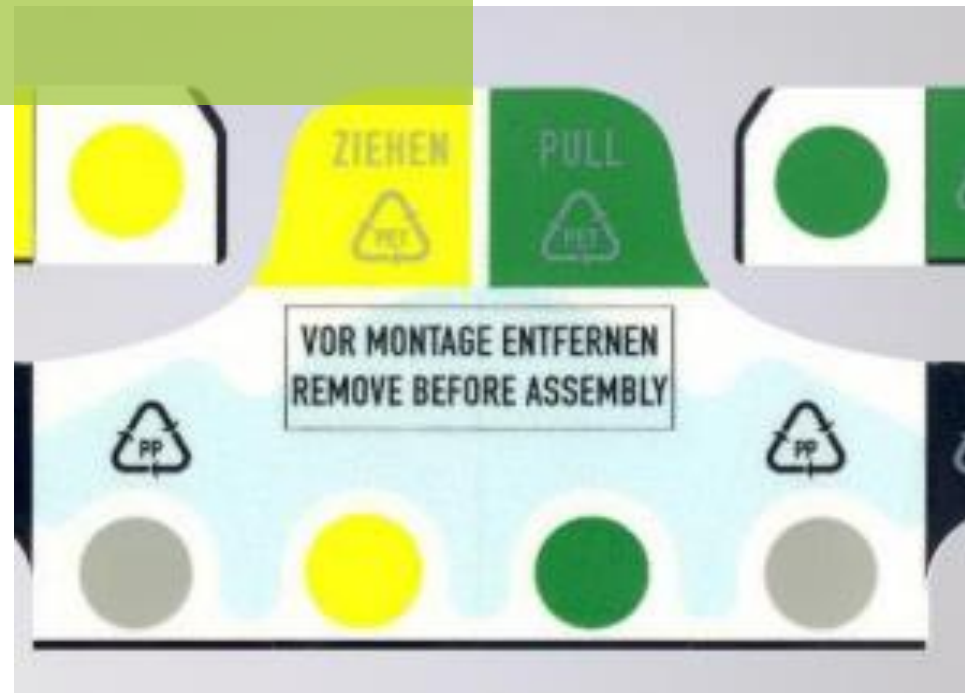 ZIEHEN
PULL
PET
PET
VOR MONTAGE ENTFERNEN
REMOVE BEFORE ASSEMBLY
PP
PP